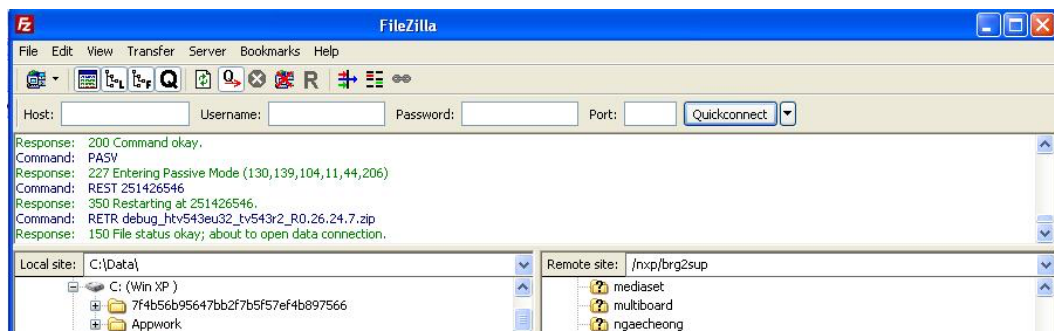 FileZilla
File Edit View Transfer Server Bookmarks Help
Host: Username: Password: Port: Quickconnect
Response: 200 Command okay.
Command: PASV
Response: 227 Entering Passive Mode (130,139,104,11,44,206)
Command: REST 251426546
Response: 350 Restarting at 251426546.
Command: RETR debug_htv543eu32_tv543r2_R0.26.24.7.zip
Response: 150 File status okay; about to open data connection.
Local site: C:\Data\ Remote site: /nxp/brg2sup
C: (Win XP ) mediaset
7f4b56b95647bb2f7b5f57ef4b897566 multiboard
Appwork ngaecheong